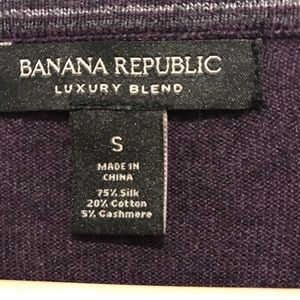 BANANA REPUBLIC
LUXURY BLEND
S
MADE IN
CHINA
75% Silk
20% Cotton
5% Cashmere